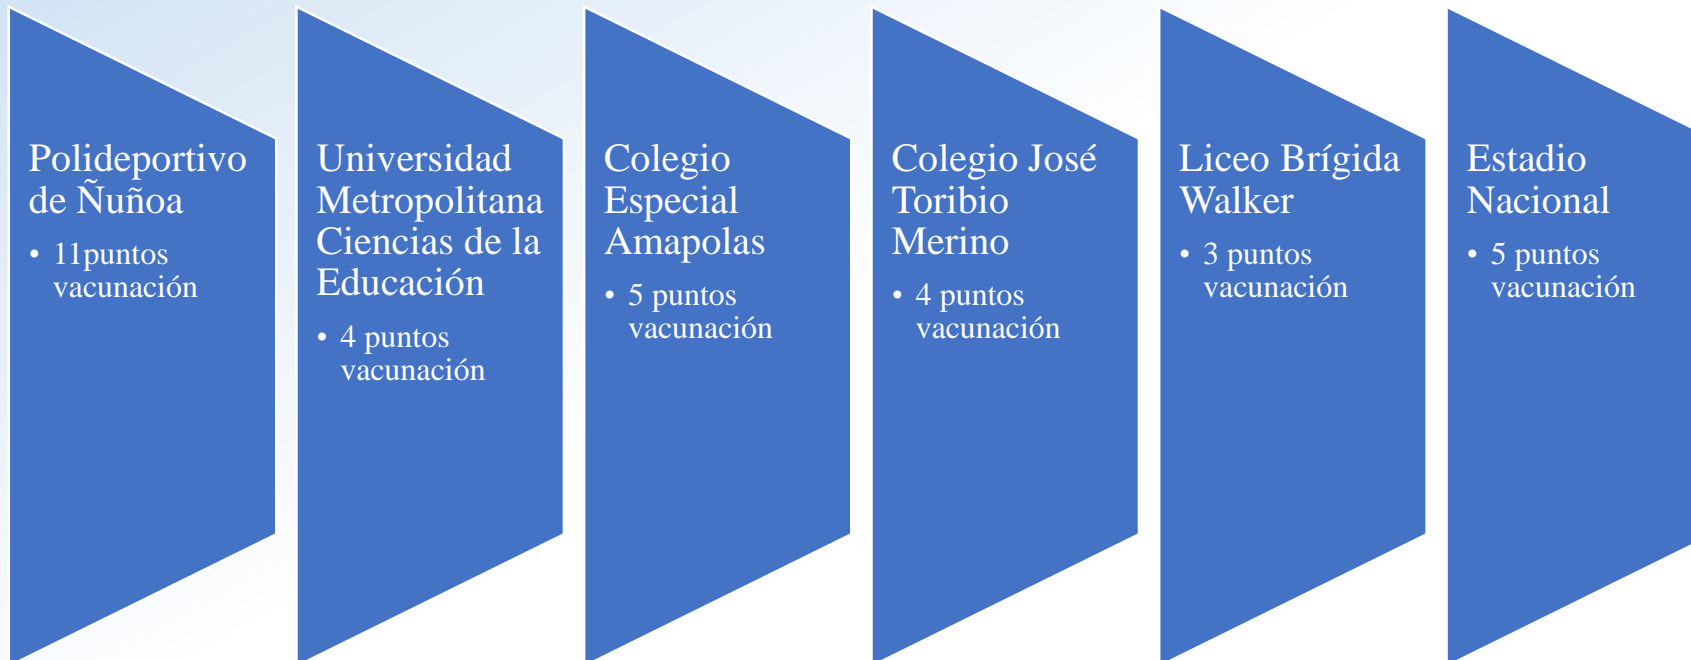 Polideportivo
de Ñuñoa
• 11puntos
vacunación
Universidad
Metropolitana
Ciencias de la
Educación
• 4 puntos
vacunación
Colegio
Especial
Amapolas
• 5 puntos
vacunación
Colegio José
Toribio
Merino
• 4 puntos
vacunación
Liceo Brígida
Walker
• 3 puntos
vacunación
Estadio
Nacional
• 5 puntos
vacunación